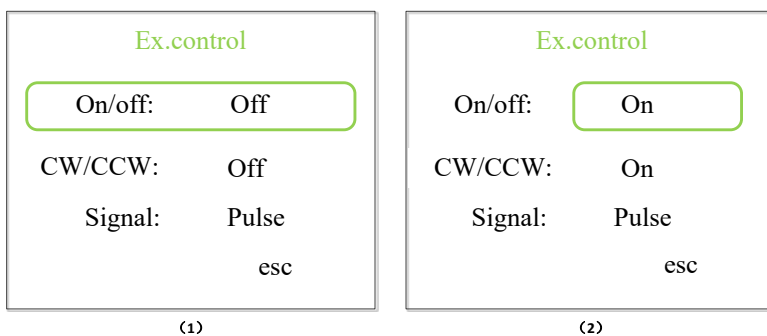 Ex.control
On/off: Off
CW/CCW: Off
Signal: Pulse
esc
(1)
Ex.control
On/off: On
CW/CCW: On
Signal: Pulse
esc
(2)